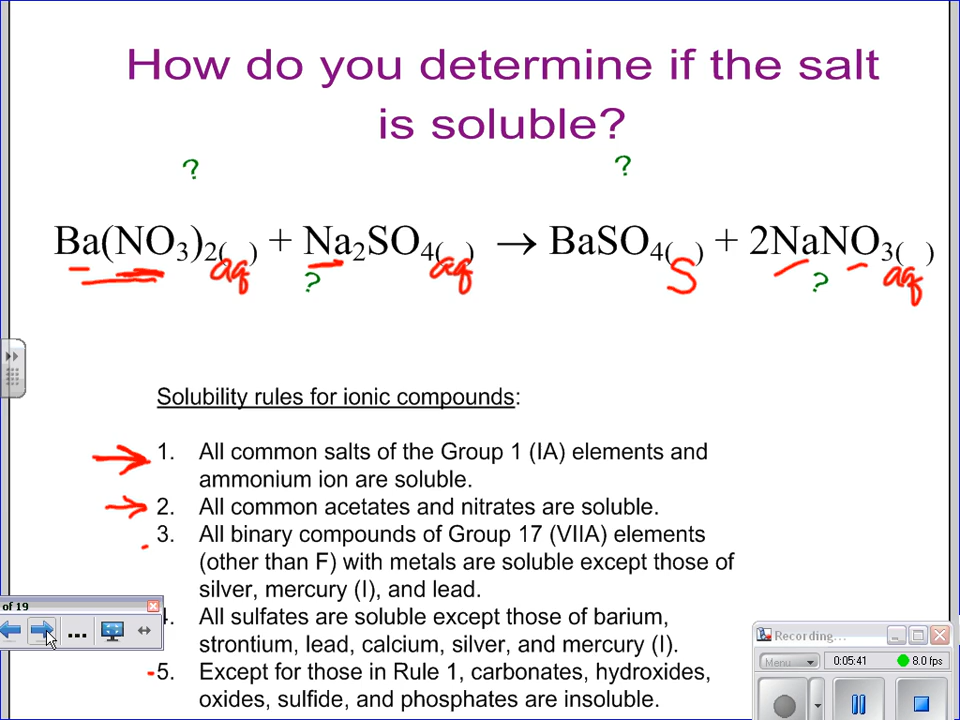 How do you determine if the salt
is soluble?
? ?
Ba(NO3)2( ) + Na2SO4( ) → BaSO4( ) + 2NaNO3( )
aq aq S aq
? ?
Solubility rules for ionic compounds:
1. All common salts of the Group 1 (IA) elements and
ammonium ion are soluble.
2. All common acetates and nitrates are soluble.
3. All binary compounds of Group 17 (VIIA) elements
(other than F) with metals are soluble except those of
silver, mercury (I), and lead.
4. All sulfates are soluble except those of barium,
strontium, lead, calcium, silver, and mercury (I).
5. Except for those in Rule 1, carbonates, hydroxides,
oxides, sulfide, and phosphates are insoluble.
of 19
...
Recording...
Menu 0:05:41 8.0 fps